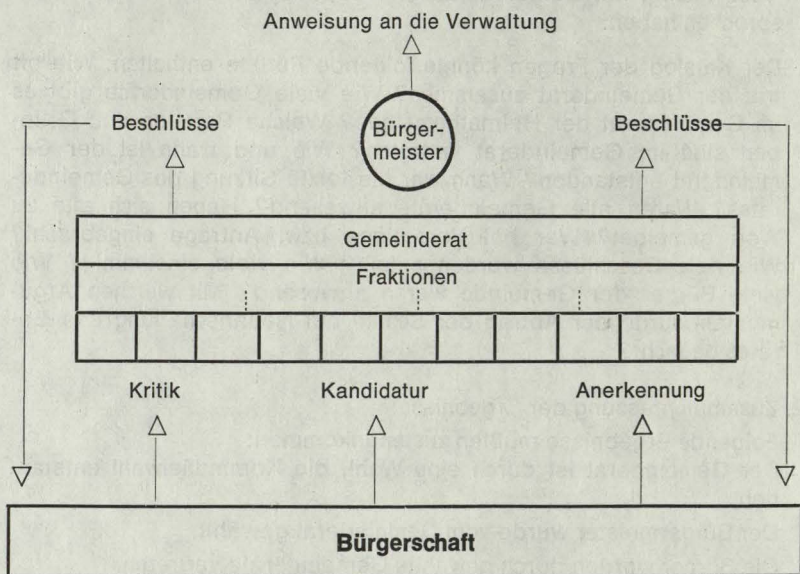 Anweisung an die Verwaltung
Beschlüsse
Bürger-
meister
Beschlüsse
Gemeinderat
Fraktionen
Kritik
Kandidatur
Anerkennung
Bürgerschaft